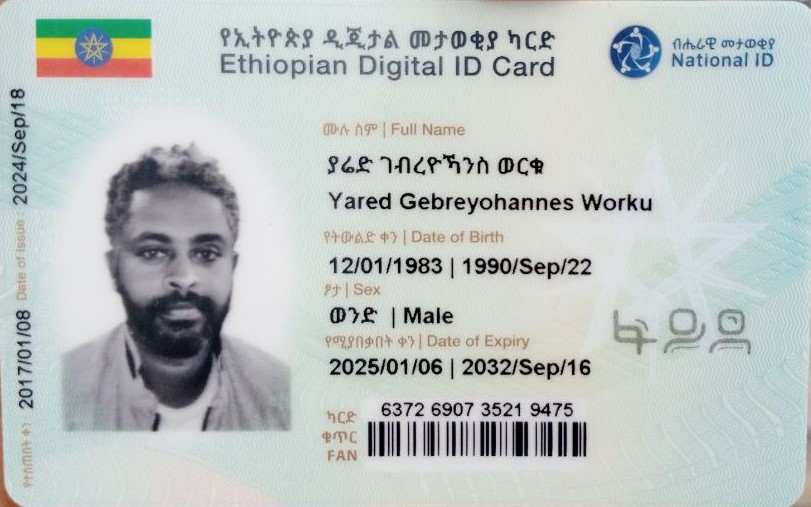 የኢትዮጵያ ዲጂታል መታወቂያ ካርድ
Ethiopian Digital ID Card
ብሔራዊ መታወቂያ
National ID
ሙሉ ስም | Full Name
ያሬድ ገብረዮሃንስ ወርቁ
Yared Gebreyohannes Worku
የትውልድ ቀን | Date of Birth
12/01/1983 | 1990/Sep/22
ፆታ | Sex
ወንድ | Male
የሚያበቃበት ቀን | Date of Expiry
2025/01/06 | 2032/Sep/16
ካርድ
ቁጥር
FAN
6372 6907 3521 9475
ፋይዳ
የተሰጠበት ቀን Date of Issue
2017/01/08 2024/Sep/18